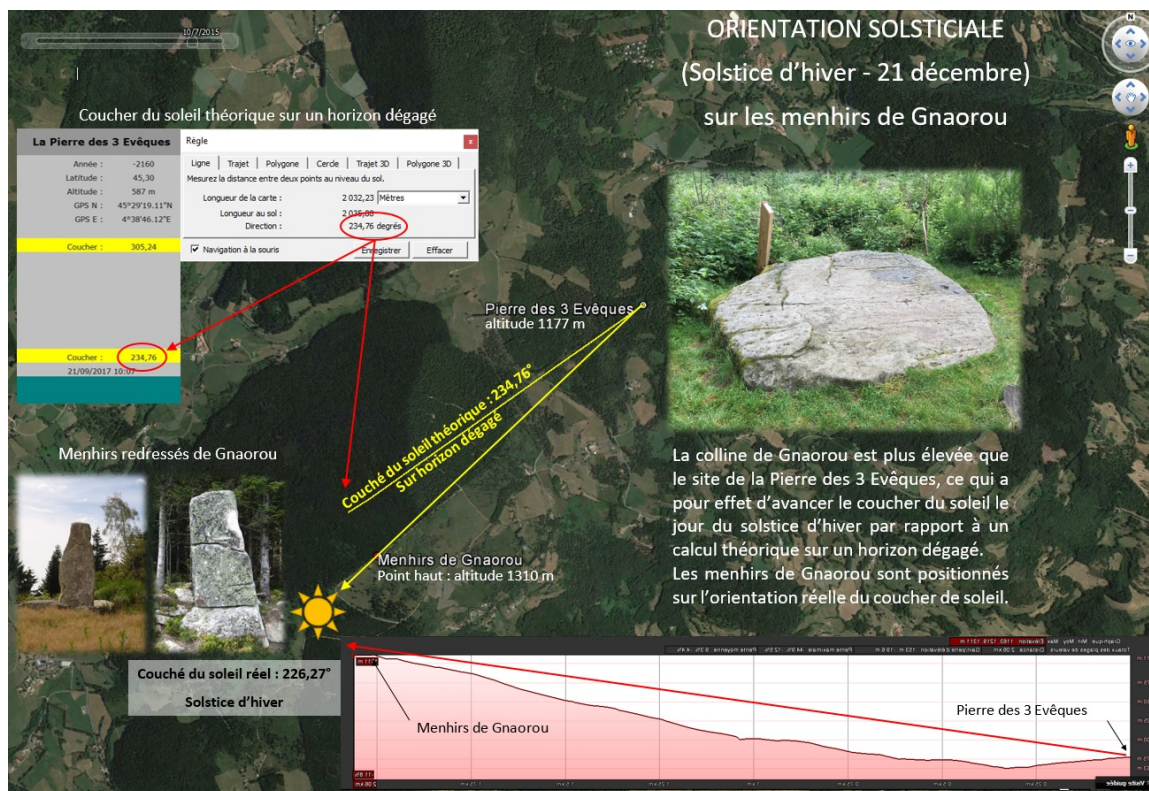 10/7/2015
ORIENTATION SOLSTICIALE
(Solstice d'hiver - 21 décembre)
sur les menhirs de Gnaorou
N
Coucher du soleil théorique sur un horizon dégagé
La Pierre des 3 Evêques
Année : -2160
Latitude : 45,30
Altitude : 587 m
GPS N : 45°29'19.11"N
GPS E : 4°38'46.12"E
Coucher : 305,24
Coucher : 234,76
21/09/2017 10:07
Règle
x
Ligne Trajet Polygone Cercle Trajet 3D Polygone 3D
Mesurez la distance entre deux points au niveau du sol.
Longueur de la carte : 2 032,23 Mètres
Longueur au sol :
Direction : 234,76 degrés
Navigation à la souris Enregistrer Effacer
Pierre des 3 Evêques
altitude 1177 m
Couché du soleil théorique : 234,76°
Sur horizon dégagé
Menhirs redressés de Gnaorou
Menhirs de Gnaorou
Point haut : altitude 1310 m
La colline de Gnaorou est plus élevée que
le site de la Pierre des 3 Evêques, ce qui a
pour effet d'avancer le coucher du soleil le
jour du solstice d'hiver par rapport à un
calcul théorique sur un horizon dégagé.
Les menhirs de Gnaorou sont positionnés
sur l'orientation réelle du coucher de soleil.
Couché du soleil réel : 226,27°
Solstice d'hiver
Menhirs de Gnaorou
Pierre des 3 Evêques
Visite guidée